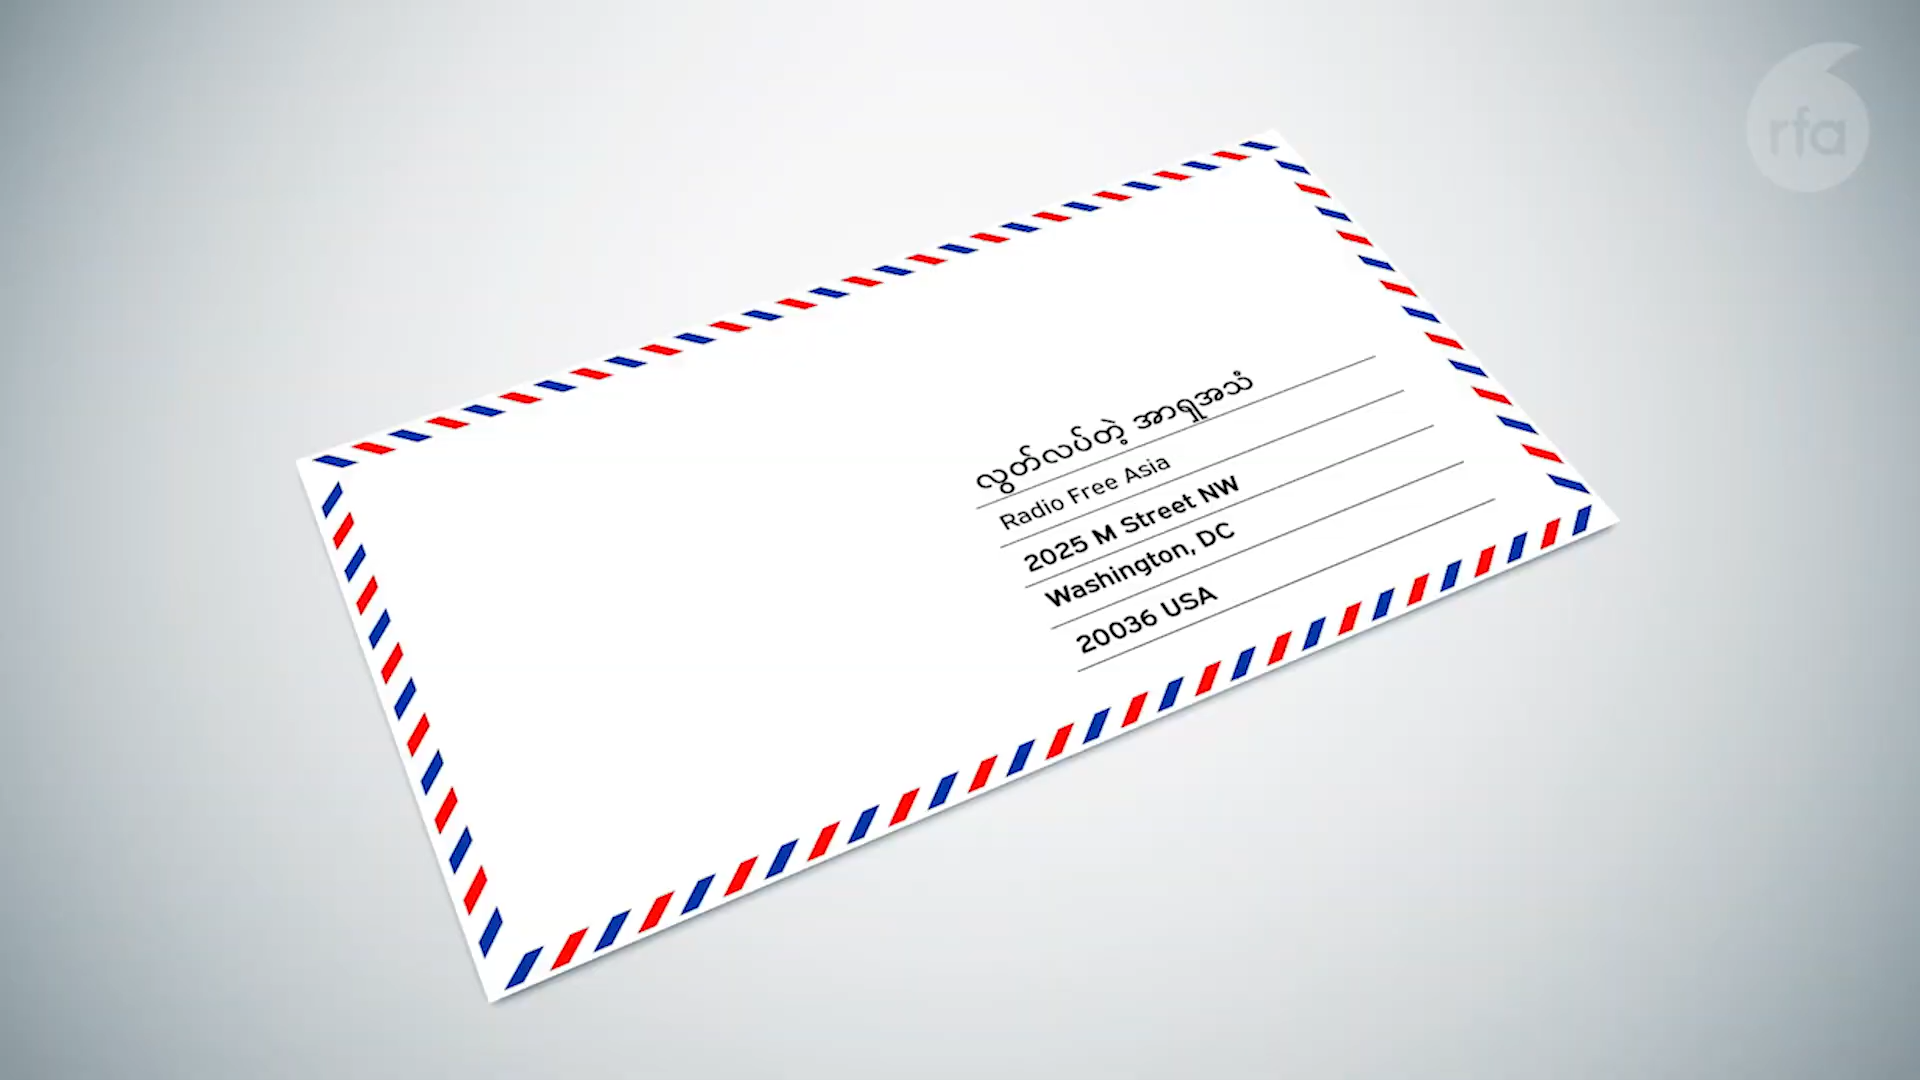 လွတ်လပ်တဲ့ အာရှအသံ
Radio Free Asia
2025 M Street NW
Washington, DC
20036 USA
rfa